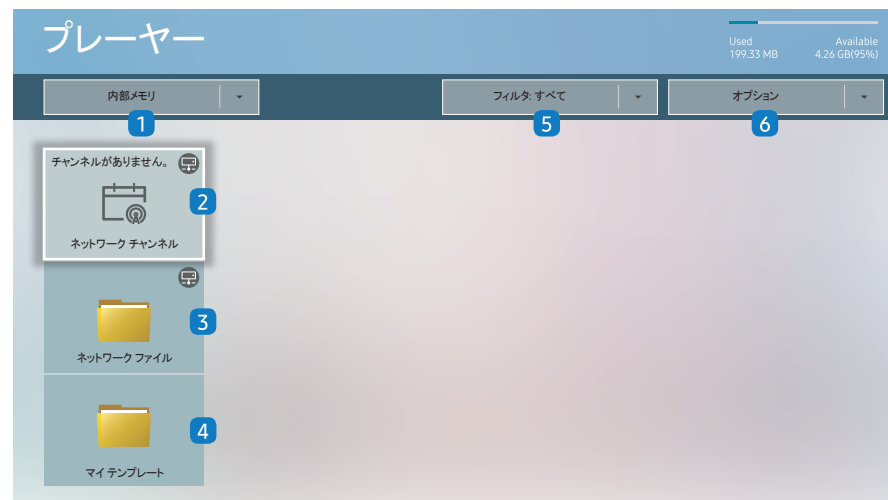 プレーヤー
Used Available
199.33 MB 4.26 GB(95%)
内部メモリ フィルタ: すべて オプション
1 5 6
チャンネルがありません。
2
ネットワーク チャンネル
3
ネットワーク ファイル
4
マイ テンプレート